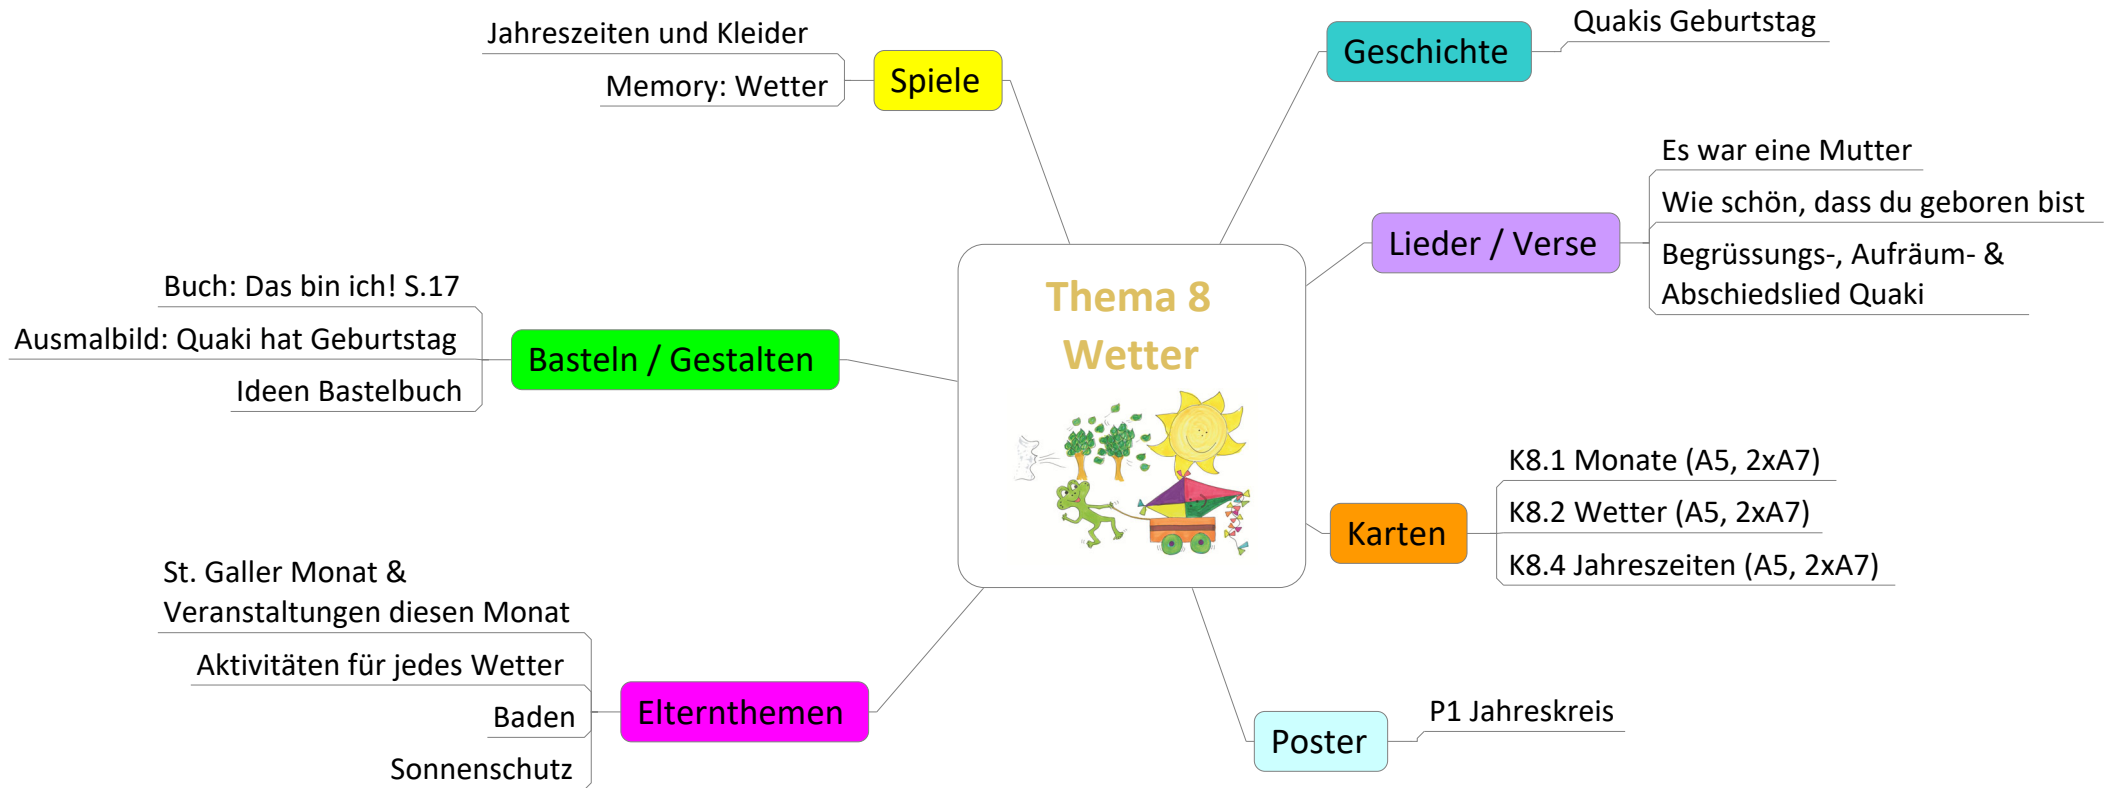 Thema 8
Wetter
Spiele
Jahreszeiten und Kleider
Memory: Wetter
Geschichte
Quakis Geburtstag
Lieder / Verse
Es war eine Mutter
Wie schön, dass du geboren bist
Begrüssungs-, Aufräum- &
Abschiedslied Quaki
Basteln / Gestalten
Buch: Das bin ich! S.17
Ausmalbild: Quaki hat Geburtstag
Ideen Bastelbuch
Karten
K8.1 Monate (A5, 2xA7)
K8.2 Wetter (A5, 2xA7)
K8.4 Jahreszeiten (A5, 2xA7)
Elternthemen
St. Galler Monat &
Veranstaltungen diesen Monat
Aktivitäten für jedes Wetter
Baden
Sonnenschutz
Poster
P1 Jahreskreis